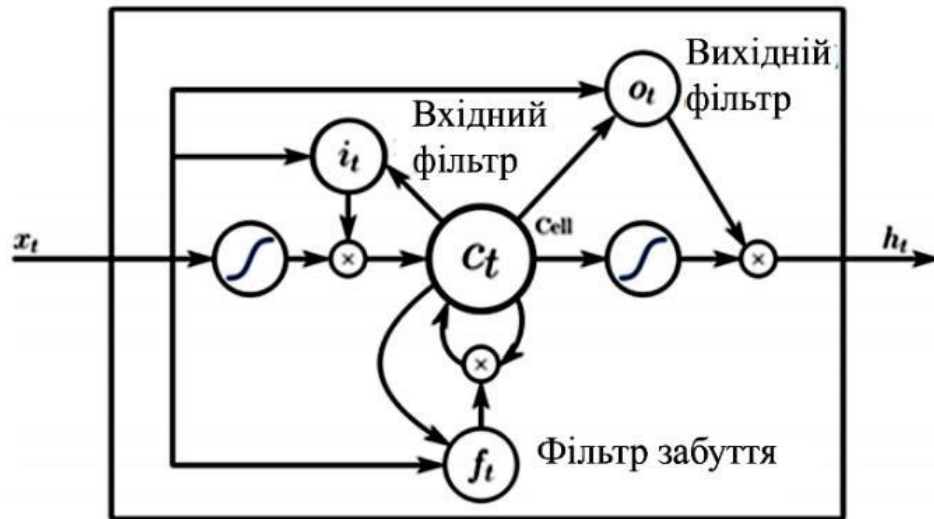 Вихідній
фільтр
o_t
Вхідний
фільтр
i_t
Cell
x_t
×
c_t
×
h_t
×
f_t
Фільтр забуття